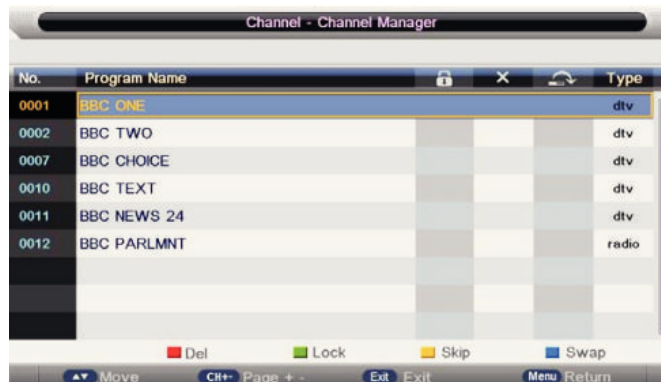 Channel - Channel Manager
No. Program Name Type
0001 BBC ONE dtv
0002 BBC TWO dtv
0007 BBC CHOICE dtv
0010 BBC TEXT dtv
0011 BBC NEWS 24 dtv
0012 BBC PARLMNT radio
Del Lock Skip Swap
Move CH+- Page + - Exit Exit Menu Return